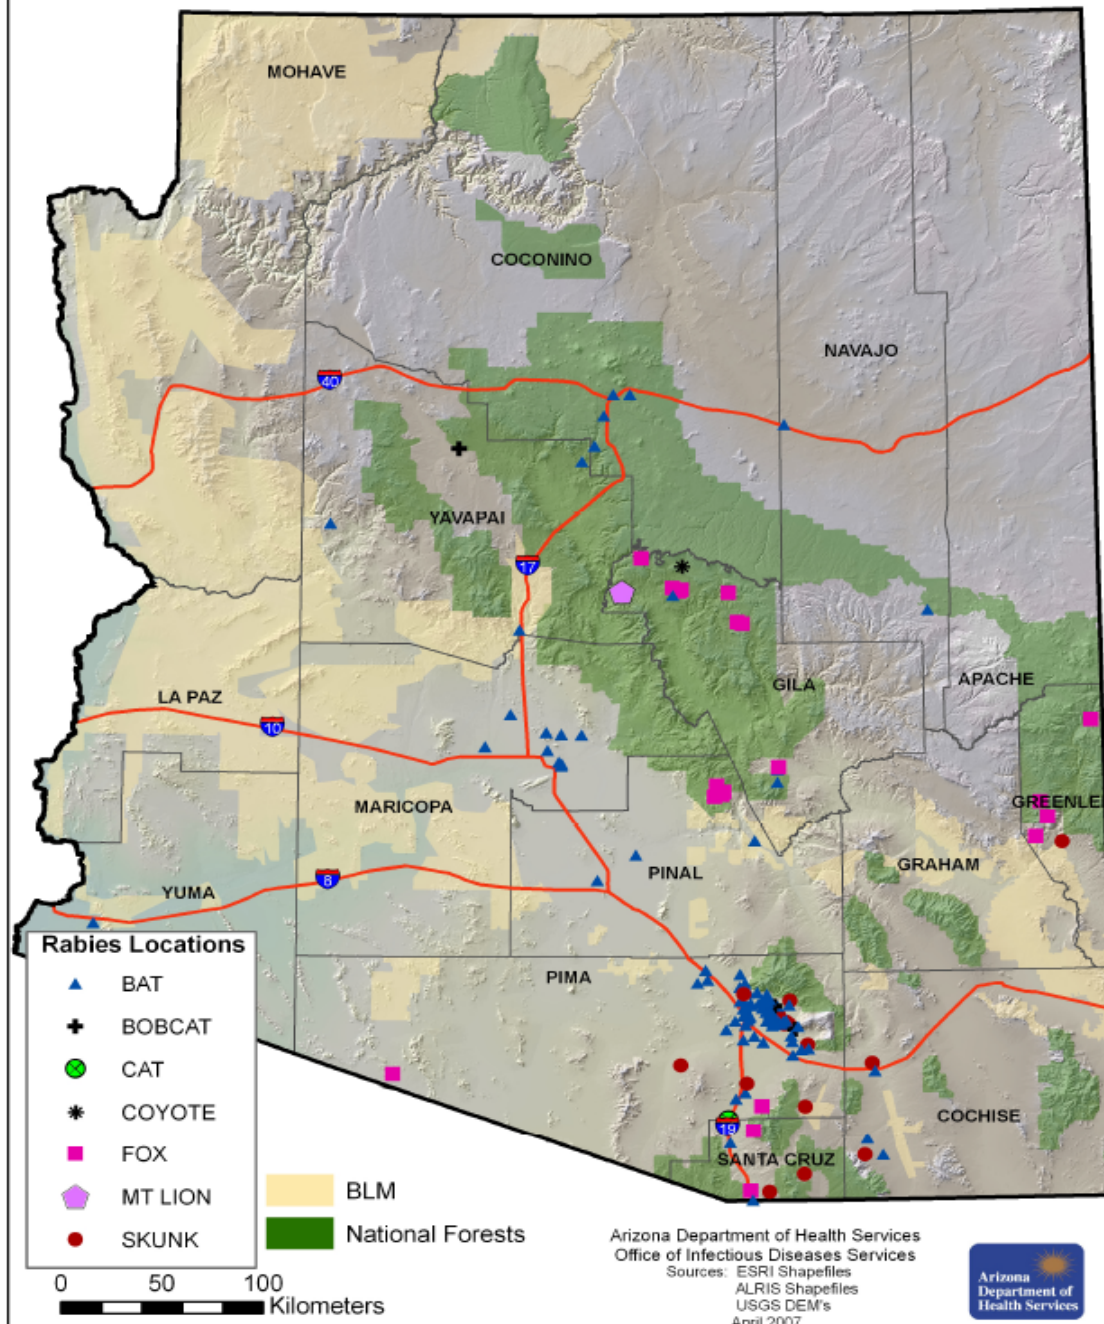 MOHAVE
COCONINO
NAVAJO
40
YAVAPAI
17
LA PAZ
GILA
APACHE
10
MARICOPA
GREENLEE
GRAHAM
PINAL
8
YUMA
PIMA
COCHISE
19
SANTA CRUZ
Rabies Locations
BAT
BOBCAT
CAT
COYOTE
FOX
MT LION
SKUNK
BLM
National Forests
0 50 100
Kilometers
Arizona Department of Health Services
Office of Infectious Diseases Services
Sources: ESRI Shapefiles
ALRIS Shapefiles
USGS DEM's
April 2007
Arizona
Department of
Health Services